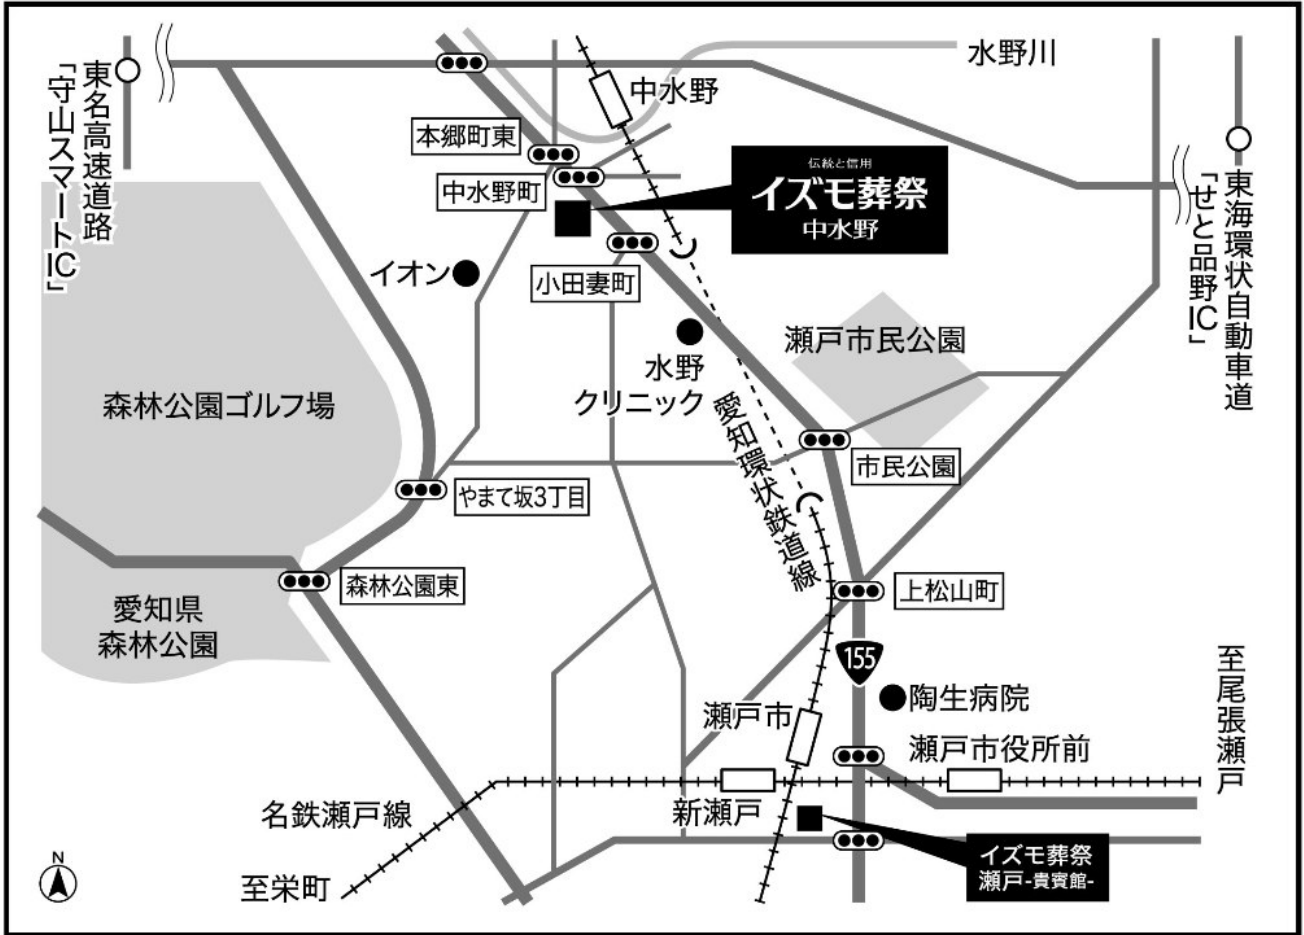 水野川
中水野
東名高速道路
「守山スマートIC」
本郷町東
中水野町
伝統と信用
イズモ葬祭
中水野
東海環状自動車道
「せと品野IC」
イオン
小田妻町
水野
クリニック
瀬戸市民公園
森林公園ゴルフ場
愛知環状鉄道線
市民公園
やまて坂3丁目
森林公園東
上松山町
愛知県
森林公園
155
陶生病院
瀬戸市
瀬戸市役所前
至尾張瀬戸
新瀬戸
名鉄瀬戸線
至栄町
イズモ葬祭
瀬戸-貴賓館-
N